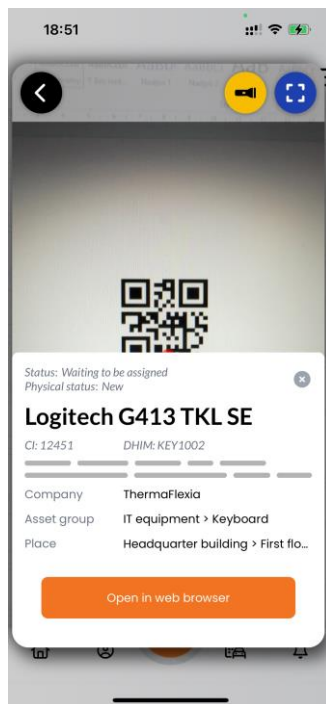 18:51
Status: Waiting to be assigned
Physical status: New
Logitech G413 TKL SE
CI: 12451 DHIM: KEY1002
Company ThermaFlexia
Asset group IT equipment > Keyboard
Place Headquarter building > First flo...
Open in web browser